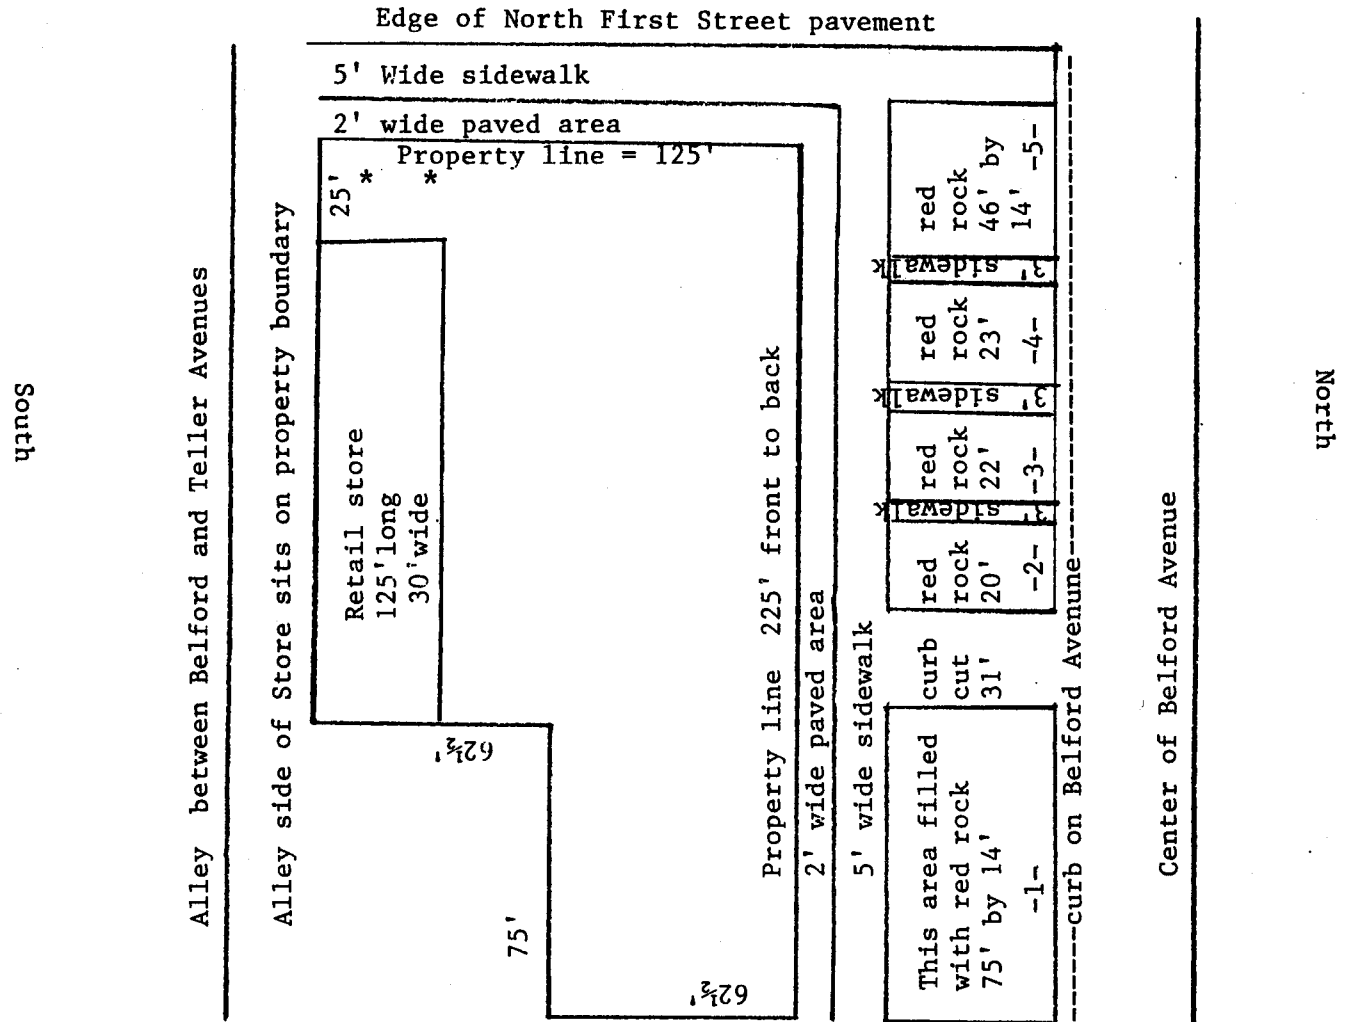 Edge of North First Street pavement
5' Wide sidewalk
2' wide paved area
Property line = 125'
25'
* *
South
Alley between Belford and Teller Avenues
Alley side of Store sits on property boundary
Retail store
125'long
30'wide
62½'
75'
62½'
Property line 225' front to back
2' wide paved area
5' wide sidewalk
red
rock
46' by
14' -5-
3' sidewalk
red
rock
23'
-4-
3' sidewalk
red
rock
22'
-3-
3' sidewalk
red
rock
20'
-2-
curb
cut
31'
This area filled
with red rock
75' by 14'
-1-
-----curb on Belford Avenune-----
Center of Belford Avenue
North